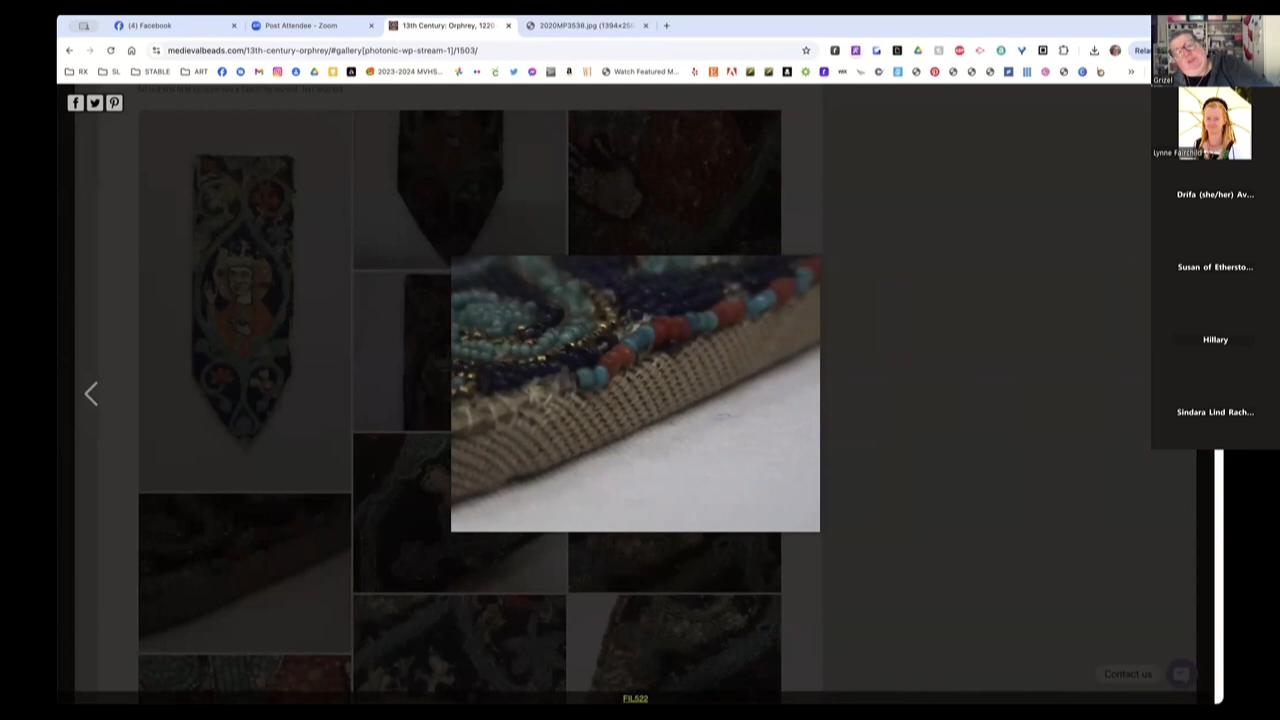 (4) Facebook
Post Attendee - Zoom
13th Century: Orphrey, 1220
2020MP3538.jpg (1394×25
medievalbeads.com/13th-century-orphrey/#gallery[photonic-wp-stream-1]/1503/
Rela
RX
SL
STABLE
ART
2023-2024 MVHS...
Watch Featured M...
Grizel
Lynne Fairchild
Drifa (she/her) Av...
Susan of Ethersto...
Hillary
Sindara Lind Rach...
Contact us
FIL522